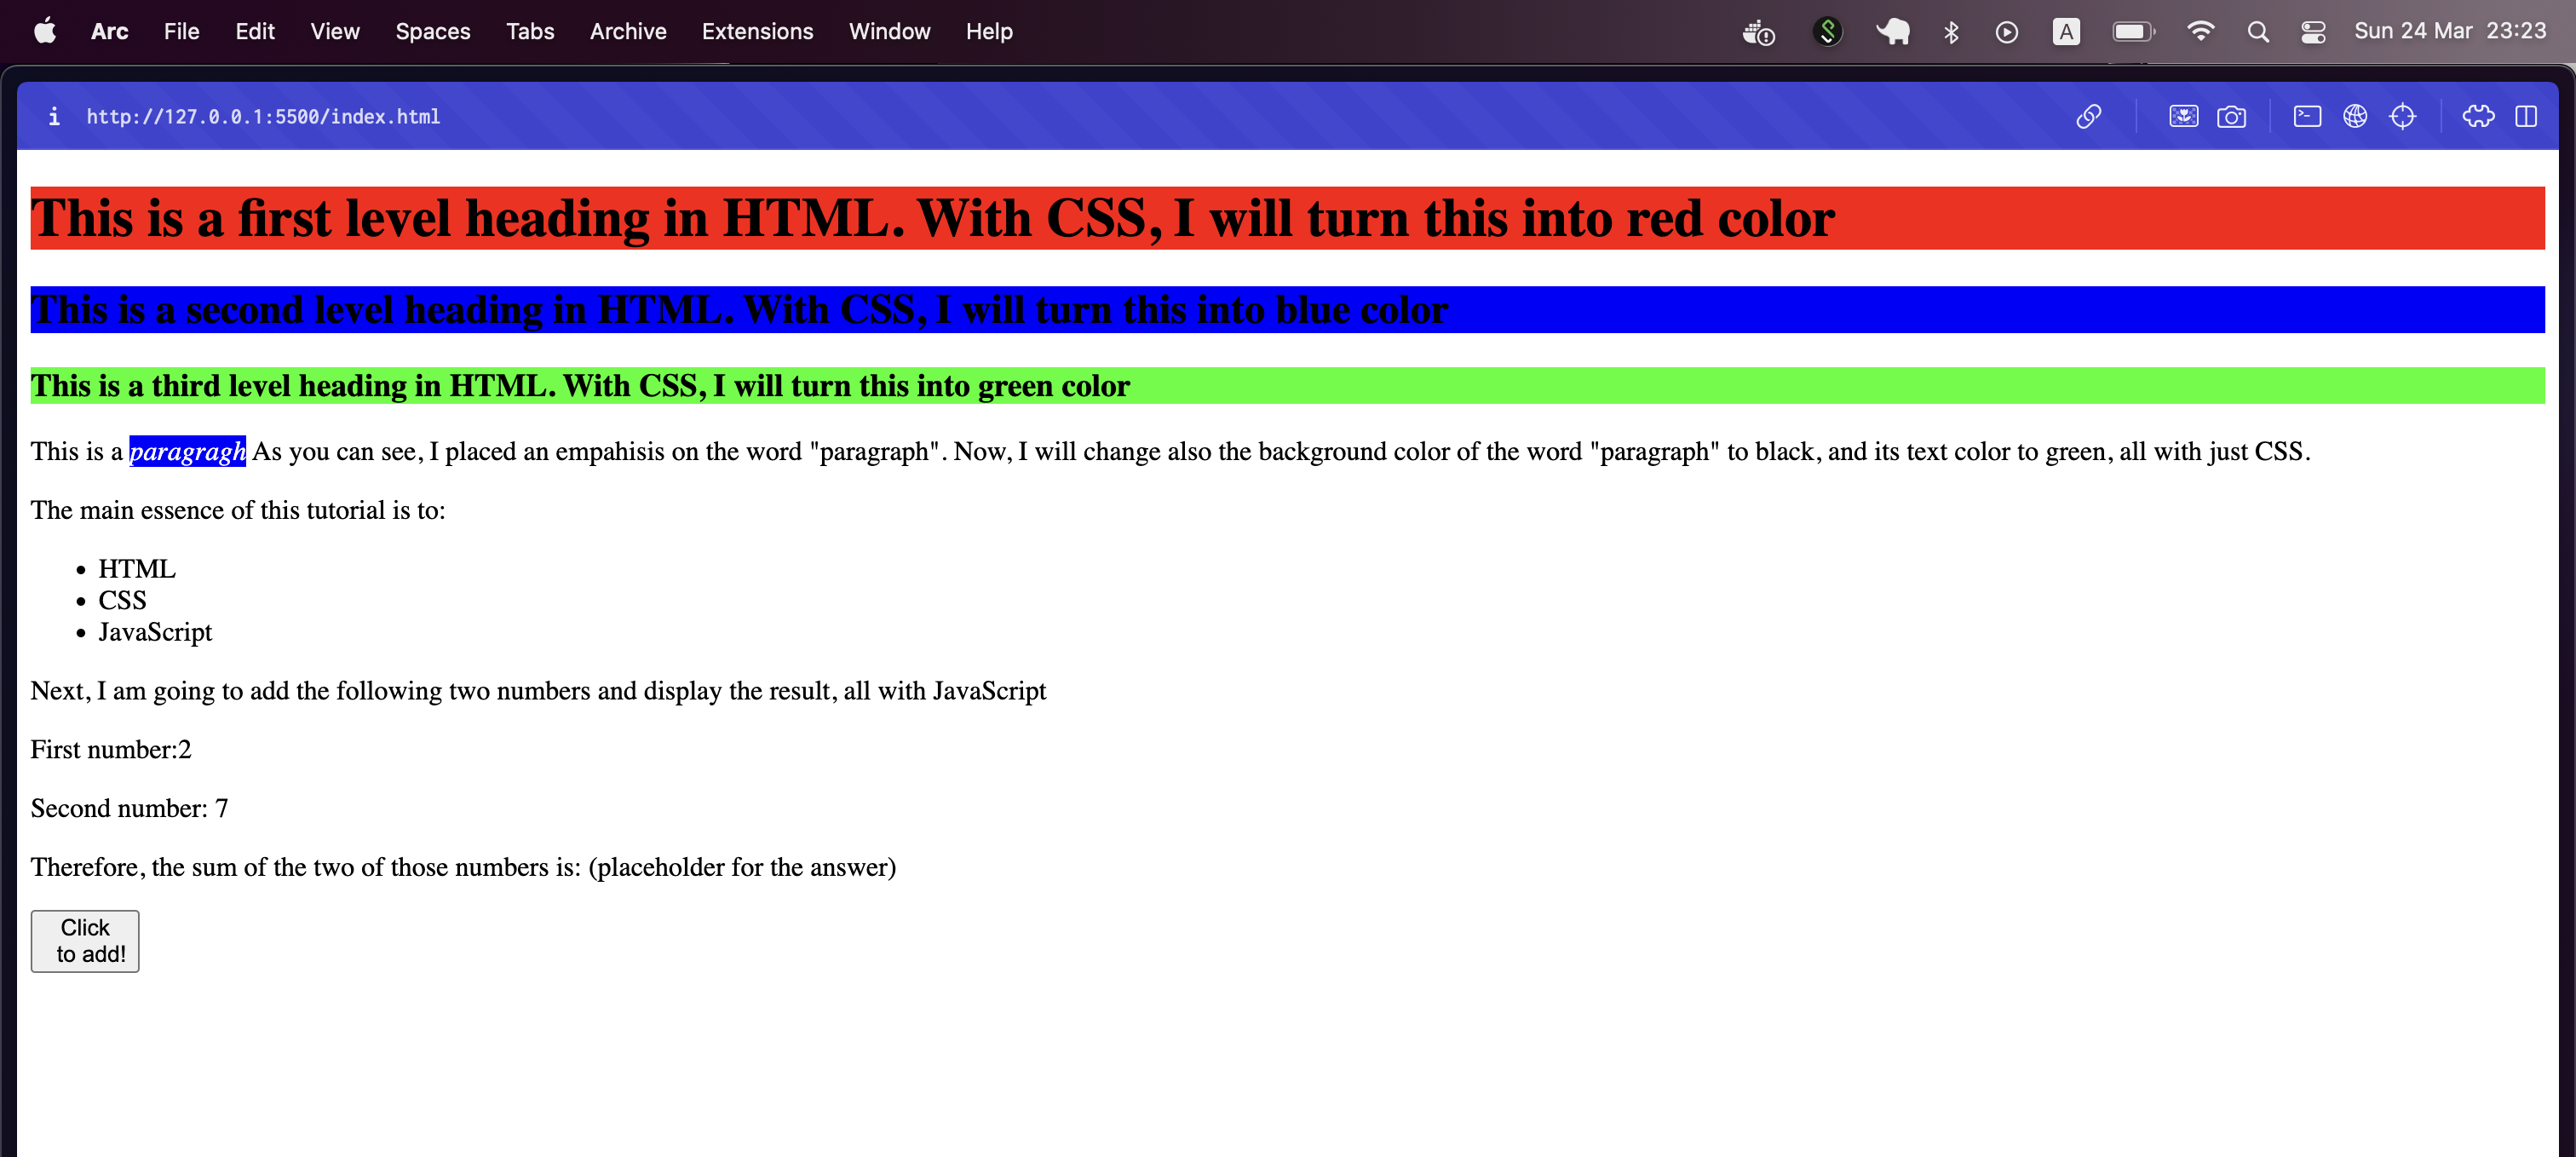 Arc File Edit View Spaces Tabs Archive Extensions Window Help A Sun 24 Mar 23:23
http://127.0.0.1:5500/index.html
This is a first level heading in HTML. With CSS, I will turn this into red color
This is a second level heading in HTML. With CSS, I will turn this into blue color
This is a third level heading in HTML. With CSS, I will turn this into green color
This is a paragragh As you can see, I placed an empahisis on the word "paragraph". Now, I will change also the background color of the word "paragraph" to black, and its text color to green, all with just CSS.
The main essence of this tutorial is to:
• HTML
• CSS
• JavaScript
Next, I am going to add the following two numbers and display the result, all with JavaScript
First number:2
Second number: 7
Therefore, the sum of the two of those numbers is: (placeholder for the answer)
Click
to add!